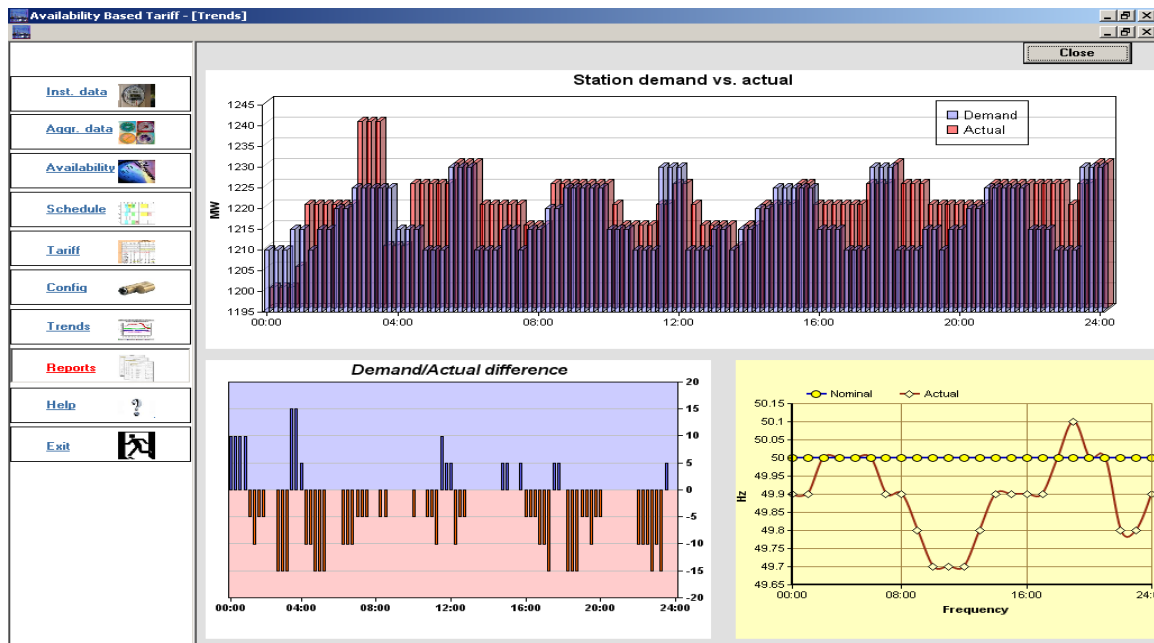 Availability Based Tariff - [Trends]
Close
Inst. data
Aggr. data
Availability
Schedule
Tariff
Config
Trends
Reports
Help
Exit
Station demand vs. actual
Demand
Actual
MW
1245
1240
1235
1230
1225
1220
1215
1210
1205
1200
1195
00:00 04:00 08:00 12:00 16:00 20:00 24:00
Demand/Actual difference
20
15
10
5
0
-5
-10
-15
-20
00:00 04:00 08:00 12:00 16:00 20:00 24:00
Nominal Actual
Hz
50.15
50.1
50.05
50
49.95
49.9
49.85
49.8
49.75
49.7
49.65
00:00 08:00 16:00 24:0
Frequency